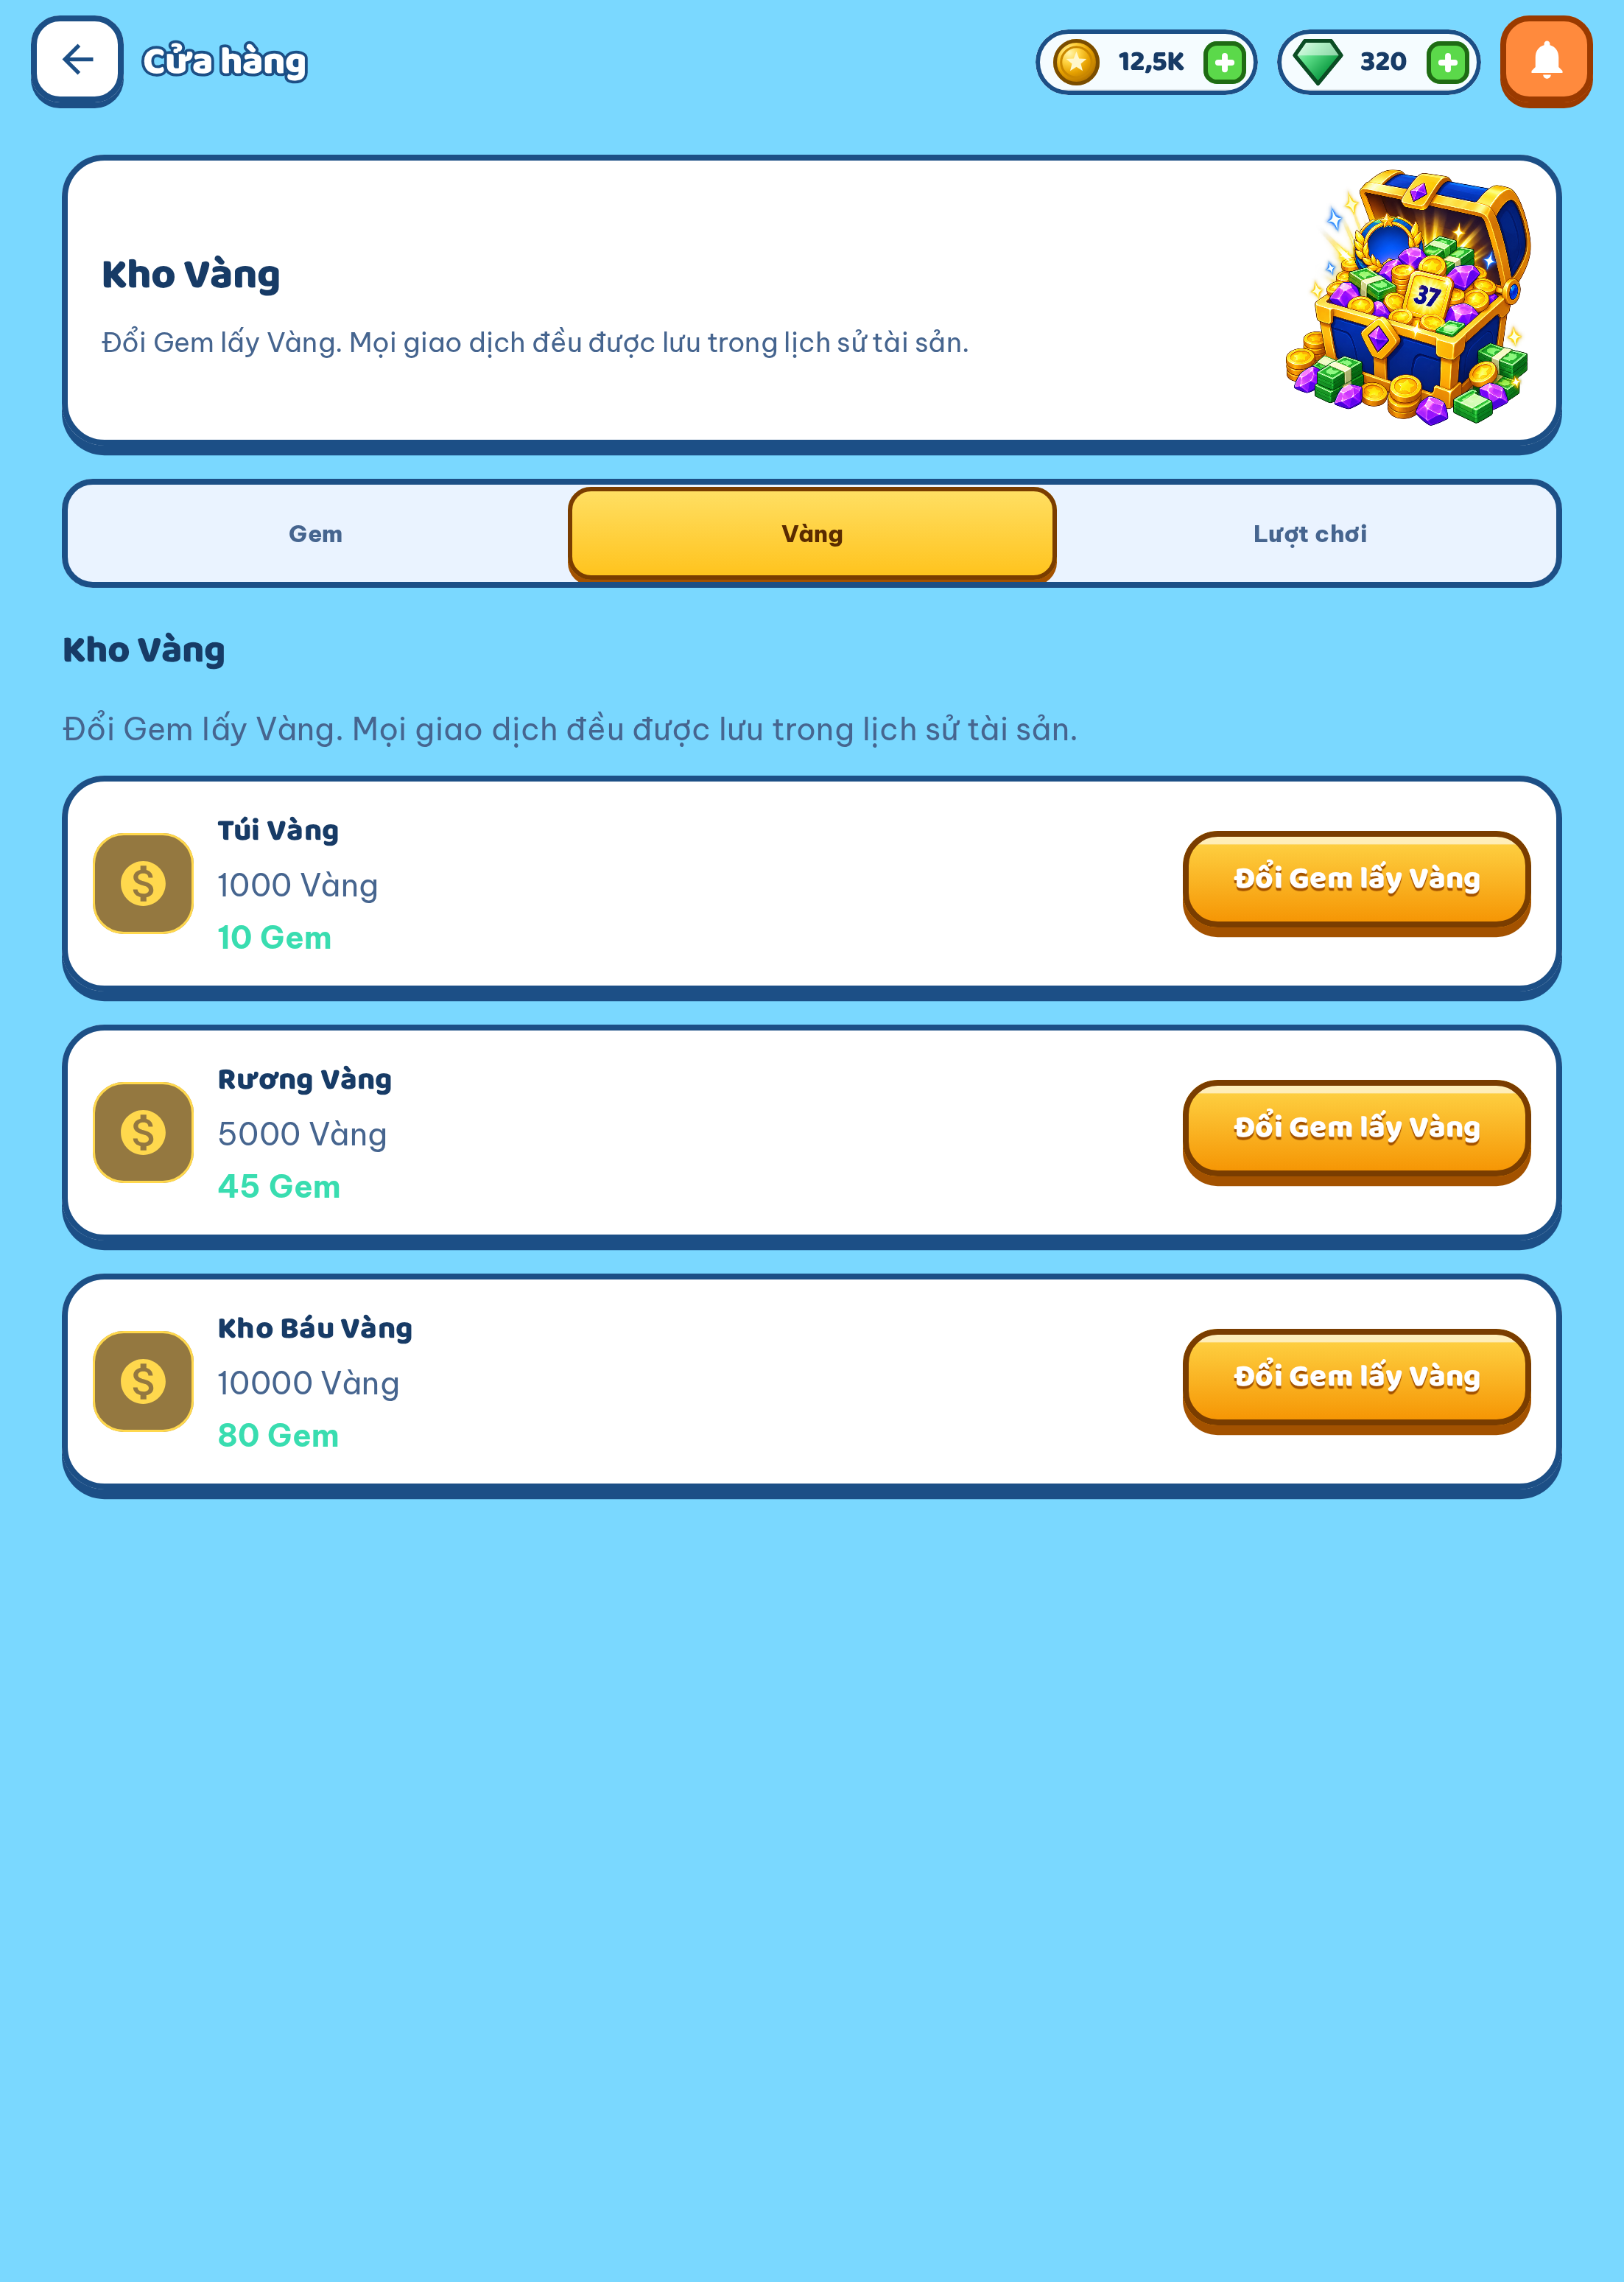 Cửa hàng
12,5K
320
Kho Vàng
Đổi Gem lấy Vàng. Mọi giao dịch đều được lưu trong lịch sử tài sản.
37
Gem
Vàng
Lượt chơi
Kho Vàng
Đổi Gem lấy Vàng. Mọi giao dịch đều được lưu trong lịch sử tài sản.
Túi Vàng
1000 Vàng
10 Gem
Đổi Gem lấy Vàng
Rương Vàng
5000 Vàng
45 Gem
Đổi Gem lấy Vàng
Kho Báu Vàng
10000 Vàng
80 Gem
Đổi Gem lấy Vàng